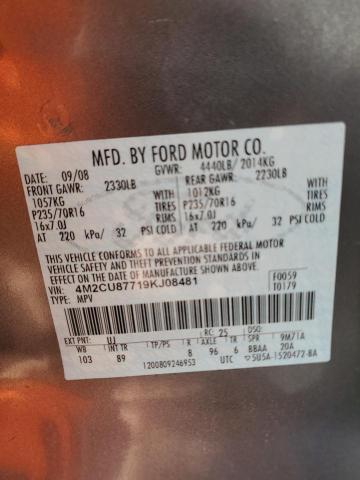 MFD. BY FORD MOTOR CO.
DATE: 09/08 GVWR: 4440LB/ 2014KG
FRONT GAWR: 2330LB REAR GAWR: 2230LB
1057KG WITH 1012KG WITH
P235/70R16 TIRES P235/70R16 TIRES
16x7.0J RIMS 16x7.0J RIMS
AT 220 kPa/ 32 PSI COLD AT 220 kPa/ 32 PSI COLD
THIS VEHICLE CONFORMS TO ALL APPLICABLE FEDERAL MOTOR
VEHICLE SAFETY AND THEFT PREVENTION STANDARDS IN EFFECT ON
THE DATE OF MANUFACTURE SHOWN ABOVE.
VIN: 4M2CU87719KJ08481 F0059
TYPE: MPV T0179
EXT PNT: UJ RC: 25 DSO:
WB INT TR TP/PS R AXLE TR SPR 9M71A
103 89 8 96 6 BBAA 20A
1200809246953 UTC 5U5A-1520472-BA